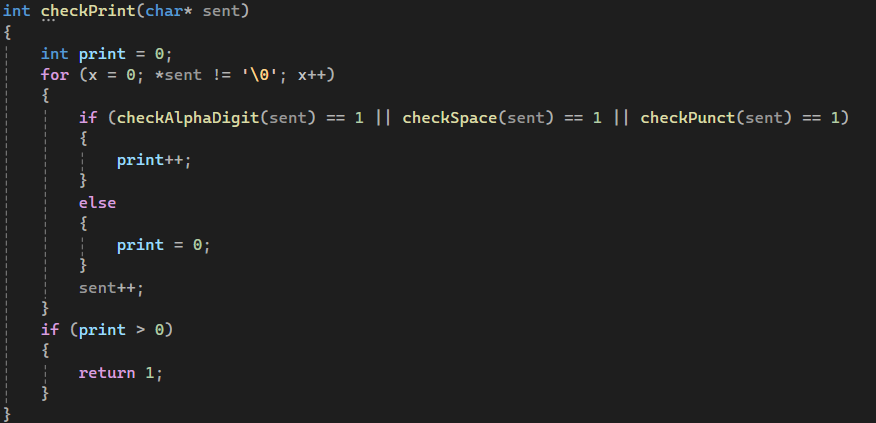 int checkPrint(char* sent)
{
    int print = 0;
    for (x = 0; *sent != '\0'; x++)
    {
        if (checkAlphaDigit(sent) == 1 || checkSpace(sent) == 1 || checkPunct(sent) == 1)
        {
            print++;
        }
        else
        {
            print = 0;
        }
        sent++;
    }
    if (print > 0)
    {
        return 1;
    }
}